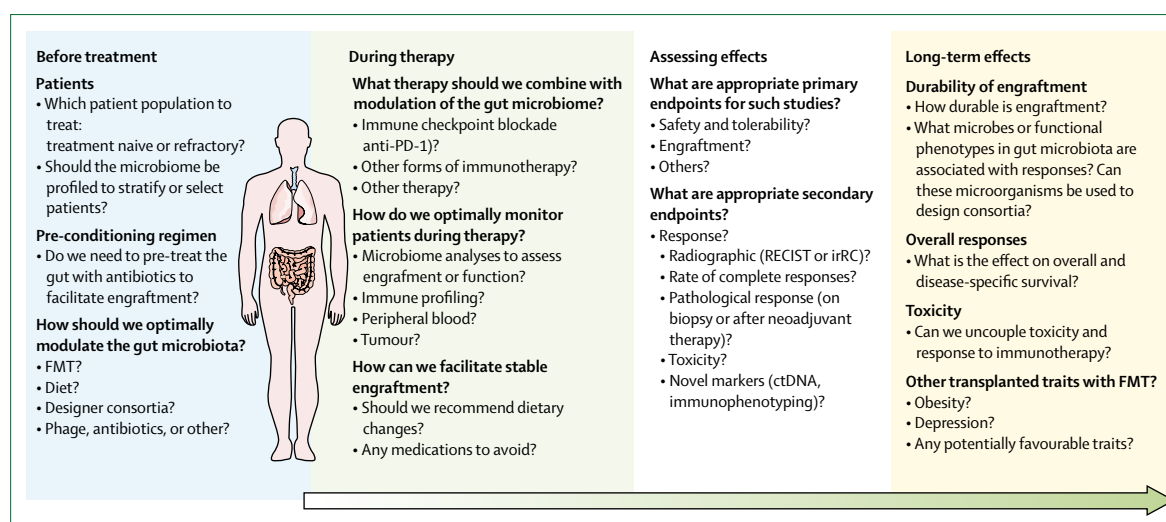 Before treatment
Patients
• Which patient population to
treat:
treatment naive or refractory?
• Should the microbiome be
profiled to stratify or select
patients?
Pre-conditioning regimen
• Do we need to pre-treat the
gut with antibiotics to
facilitate engraftment?
How should we optimally
modulate the gut microbiota?
• FMT?
• Diet?
• Designer consortia?
• Phage, antibiotics, or other?
During therapy
What therapy should we combine with
modulation of the gut microbiome?
• Immune checkpoint blockade
anti-PD-1)?
• Other forms of immunotherapy?
• Other therapy?
How do we optimally monitor
patients during therapy?
• Microbiome analyses to assess
engrafment or function?
• Immune profiling?
• Peripheral blood?
• Tumour?
How can we facilitate stable
engraftment?
• Should we recommend dietary
changes?
• Any medications to avoid?
Assessing effects
What are appropriate primary
endpoints for such studies?
• Safety and tolerability?
• Engraftment?
• Others?
What are appropriate secondary
endpoints?
• Response?
• Radiographic (RECIST or irRC)?
• Rate of complete responses?
• Pathological response (on
biopsy or after neoadjuvant
therapy)?
• Toxicity?
• Novel markers (ctDNA,
immunophenotyping)?
Long-term effects
Durability of engraftment
• How durable is engraftment?
• What microbes or functional
phenotypes in gut microbiota are
associated with responses? Can
these microorganisms be used to
design consortia?
Overall responses
• What is the effect on overall and
disease-specific survival?
Toxicity
• Can we uncouple toxicity and
response to immunotherapy?
Other transplanted traits with FMT?
• Obesity?
• Depression?
• Any potentially favourable traits?